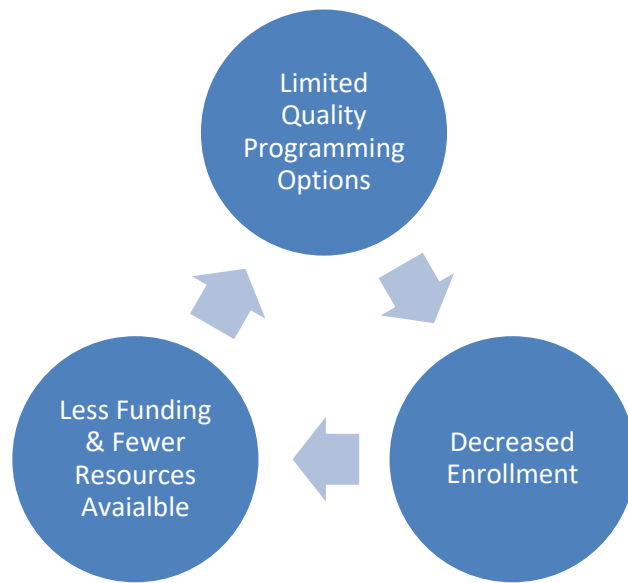 Limited
Quality
Programming
Options
Decreased
Enrollment
Less Funding
& Fewer
Resources
Avaialble